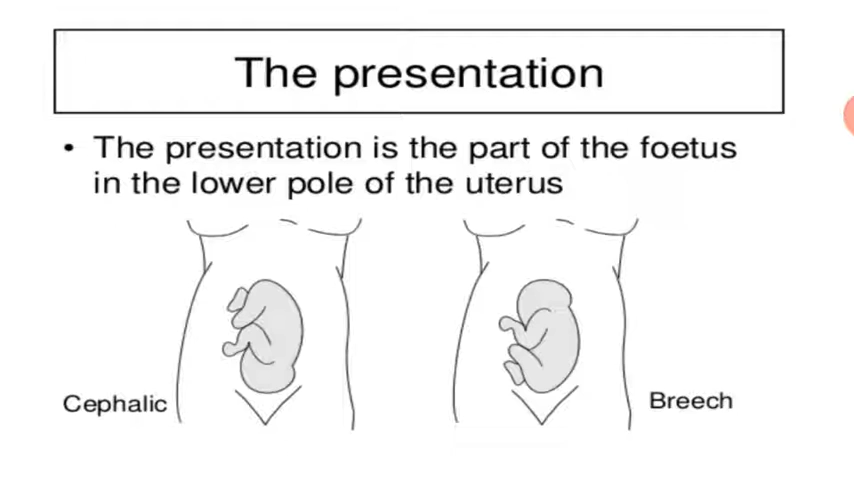 The presentation
• The presentation is the part of the foetus
in the lower pole of the uterus
Cephalic
Breech